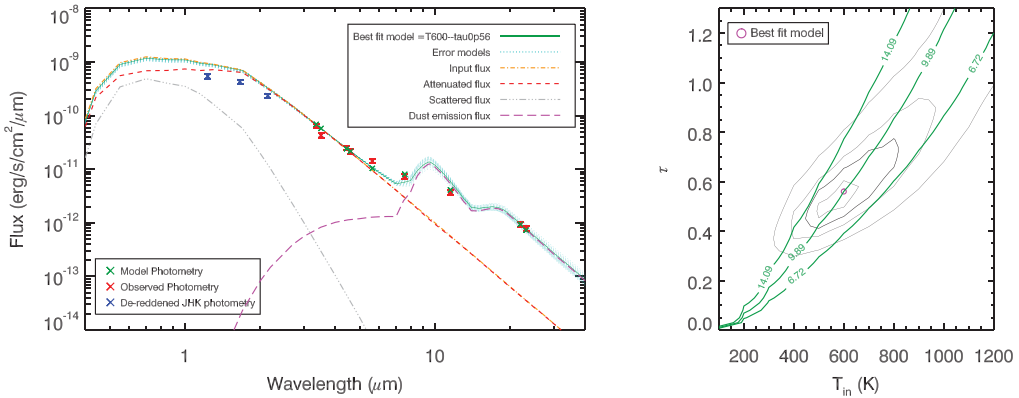 10⁻⁸
10⁻⁹
10⁻¹⁰
10⁻¹¹
10⁻¹²
10⁻¹³
10⁻¹⁴
Flux (erg/s/cm²/μm)
Best fit model =T600--tau0p56
Error models
Input flux
Attenuated flux
Scattered flux
Dust emission flux
Model Photometry
Observed Photometry
De-reddened JHK photometry
1 10
Wavelength (μm)
Best fit model
1.2
1.0
0.8
0.6
0.4
0.2
0.0
τ
14.09
9.89
6.72
14.09
9.89
6.72
200 400 600 800 1000 1200
T_in (K)